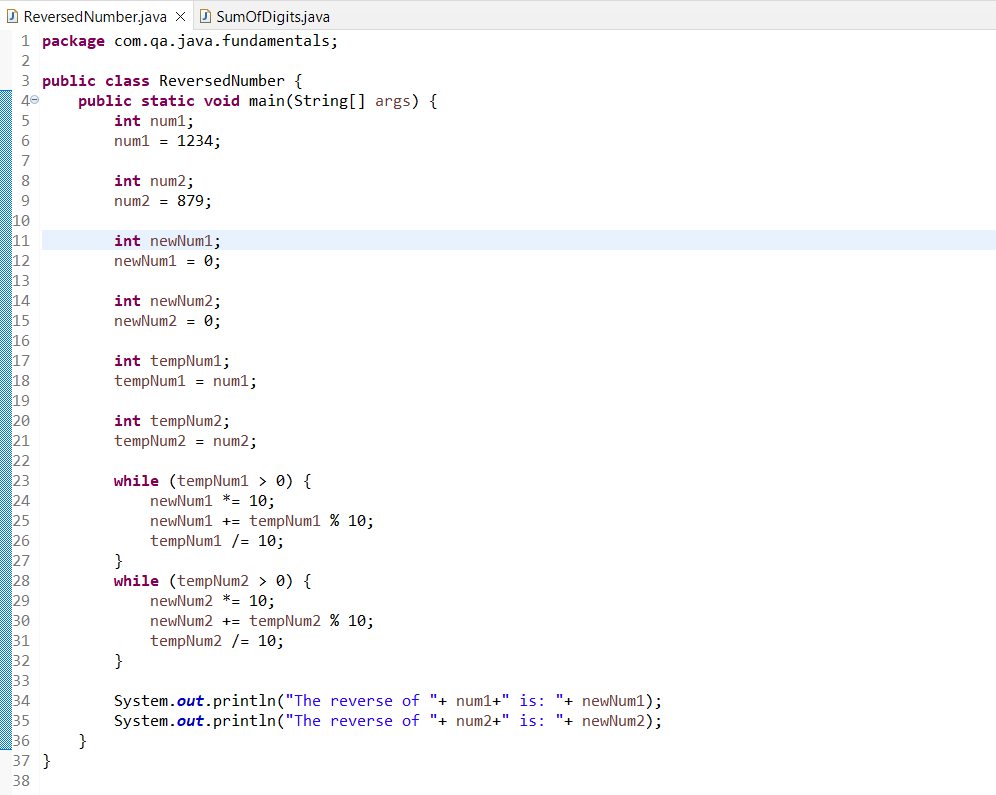 ReversedNumber.java SumOfDigits.java
1 package com.qa.java.fundamentals;
2
3 public class ReversedNumber {
4     public static void main(String[] args) {
5         int num1;
6         num1 = 1234;
7
8         int num2;
9         num2 = 879;
10
11         int newNum1;
12         newNum1 = 0;
13
14         int newNum2;
15         newNum2 = 0;
16
17         int tempNum1;
18         tempNum1 = num1;
19
20         int tempNum2;
21         tempNum2 = num2;
22
23         while (tempNum1 > 0) {
24             newNum1 *= 10;
25             newNum1 += tempNum1 % 10;
26             tempNum1 /= 10;
27         }
28         while (tempNum2 > 0) {
29             newNum2 *= 10;
30             newNum2 += tempNum2 % 10;
31             tempNum2 /= 10;
32         }
33
34         System.out.println("The reverse of "+ num1+" is: "+ newNum1);
35         System.out.println("The reverse of "+ num2+" is: "+ newNum2);
36     }
37 }
38